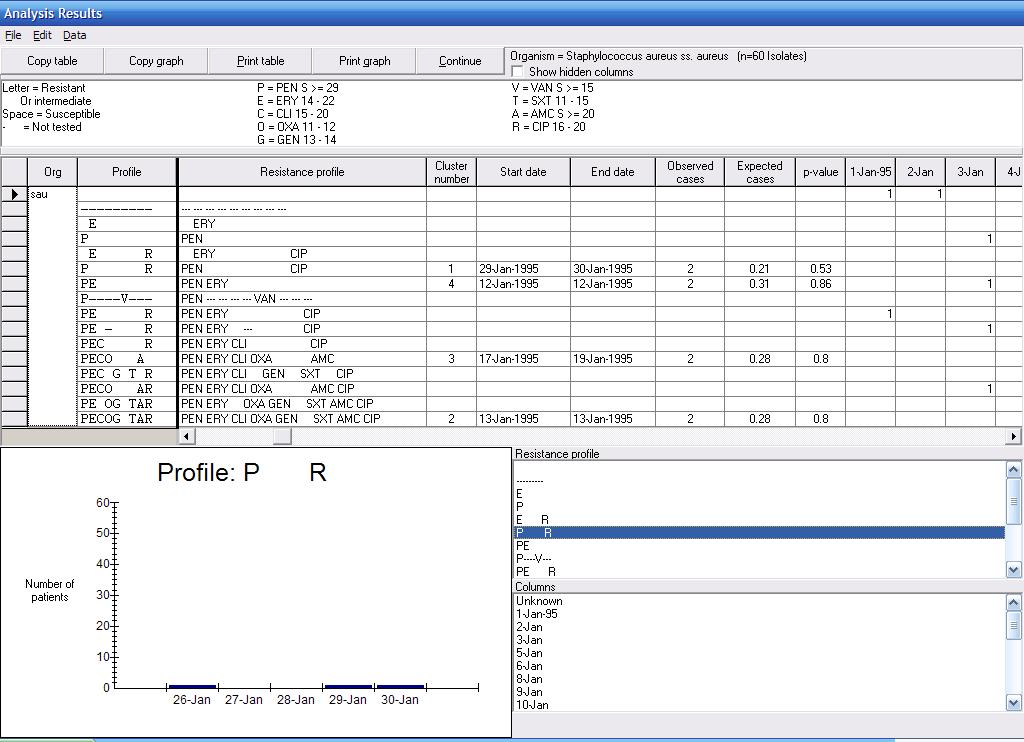 Analysis Results
File Edit Data
Copy table Copy graph Print table Print graph Continue
Organism = Staphylococcus aureus ss. aureus (n=60 Isolates)
Show hidden columns
Letter = Resistant P = PEN S >= 29 V = VAN S >= 15
Or intermediate E = ERY 14 - 22 T = SXT 11 - 15
Space = Susceptible C = CLI 15 - 20 A = AMC S >= 20
- = Not tested O = OXA 11 - 12 R = CIP 16 - 20
G = GEN 13 - 14
Org Profile Resistance profile Cluster number Start date End date Observed cases Expected cases p-value 1-Jan-95 2-Jan 3-Jan 4-J
sau 1 1
--------- --- --- --- --- --- --- --- --- ---
E ERY
P PEN 1
E R ERY CIP
P R PEN CIP 1 29-Jan-1995 30-Jan-1995 2 0.21 0.53
PE PEN ERY 4 12-Jan-1995 12-Jan-1995 2 0.31 0.86 1
P----V--- PEN --- --- --- --- VAN --- --- ---
PE R PEN ERY CIP 1
PE - R PEN ERY --- CIP 1
PEC R PEN ERY CLI CIP
PECO A PEN ERY CLI OXA AMC 3 17-Jan-1995 19-Jan-1995 2 0.28 0.8
PEC G T R PEN ERY CLI GEN SXT CIP
PECO AR PEN ERY CLI OXA AMC CIP 1
PE OG TAR PEN ERY OXA GEN SXT AMC CIP
PECOG TAR PEN ERY CLI OXA GEN SXT AMC CIP 2 13-Jan-1995 13-Jan-1995 2 0.28 0.8
Profile: P R
60
50
40
30
20
10
0
Number of
patients
26-Jan 27-Jan 28-Jan 29-Jan 30-Jan
Resistance profile
---------
E
P
E R
P R
PE
P----V---
PE R
Columns
Unknown
1-Jan-95
2-Jan
3-Jan
5-Jan
6-Jan
8-Jan
9-Jan
10-Jan